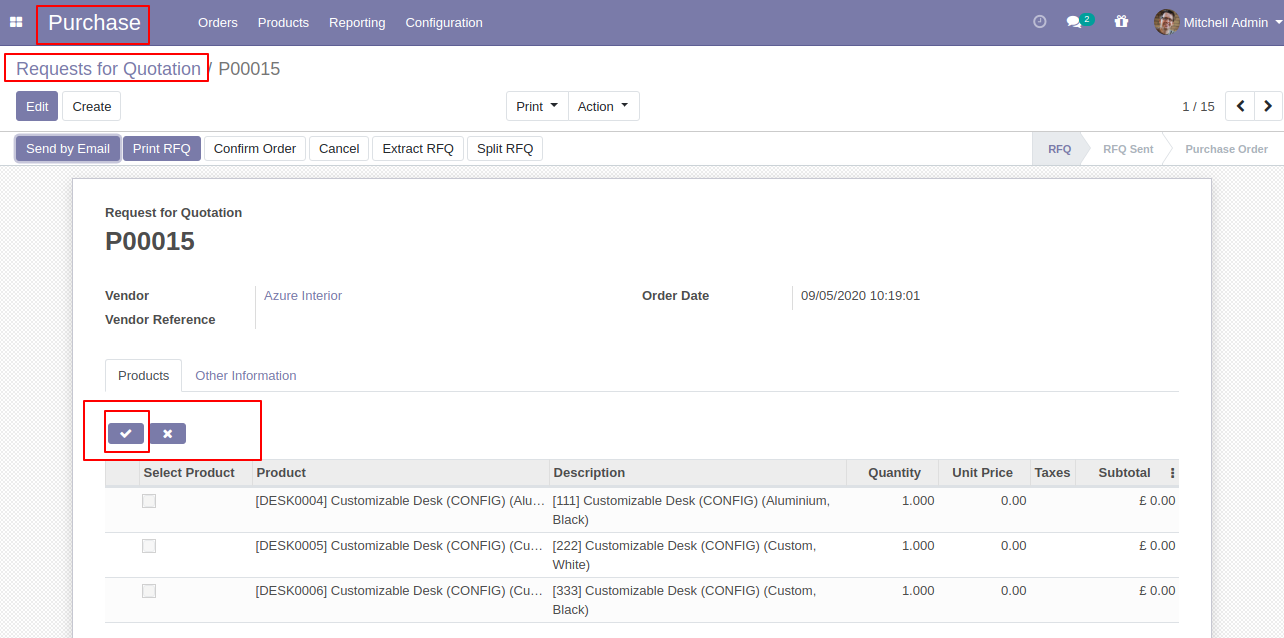 Purchase Orders Products Reporting Configuration 2 Mitchell Admin
Requests for Quotation / P00015
Edit Create Print Action 1 / 15
Send by Email Print RFQ Confirm Order Cancel Extract RFQ Split RFQ RFQ RFQ Sent Purchase Order
Request for Quotation
P00015
Vendor Azure Interior Order Date 09/05/2020 10:19:01
Vendor Reference
Products Other Information
Select Product Product Description Quantity Unit Price Taxes Subtotal
[DESK0004] Customizable Desk (CONFIG) (Alu… [111] Customizable Desk (CONFIG) (Aluminium, 1.000 0.00 £ 0.00
Black)
[DESK0005] Customizable Desk (CONFIG) (Cu… [222] Customizable Desk (CONFIG) (Custom, 1.000 0.00 £ 0.00
White)
[DESK0006] Customizable Desk (CONFIG) (Cu… [333] Customizable Desk (CONFIG) (Custom, 1.000 0.00 £ 0.00
Black)